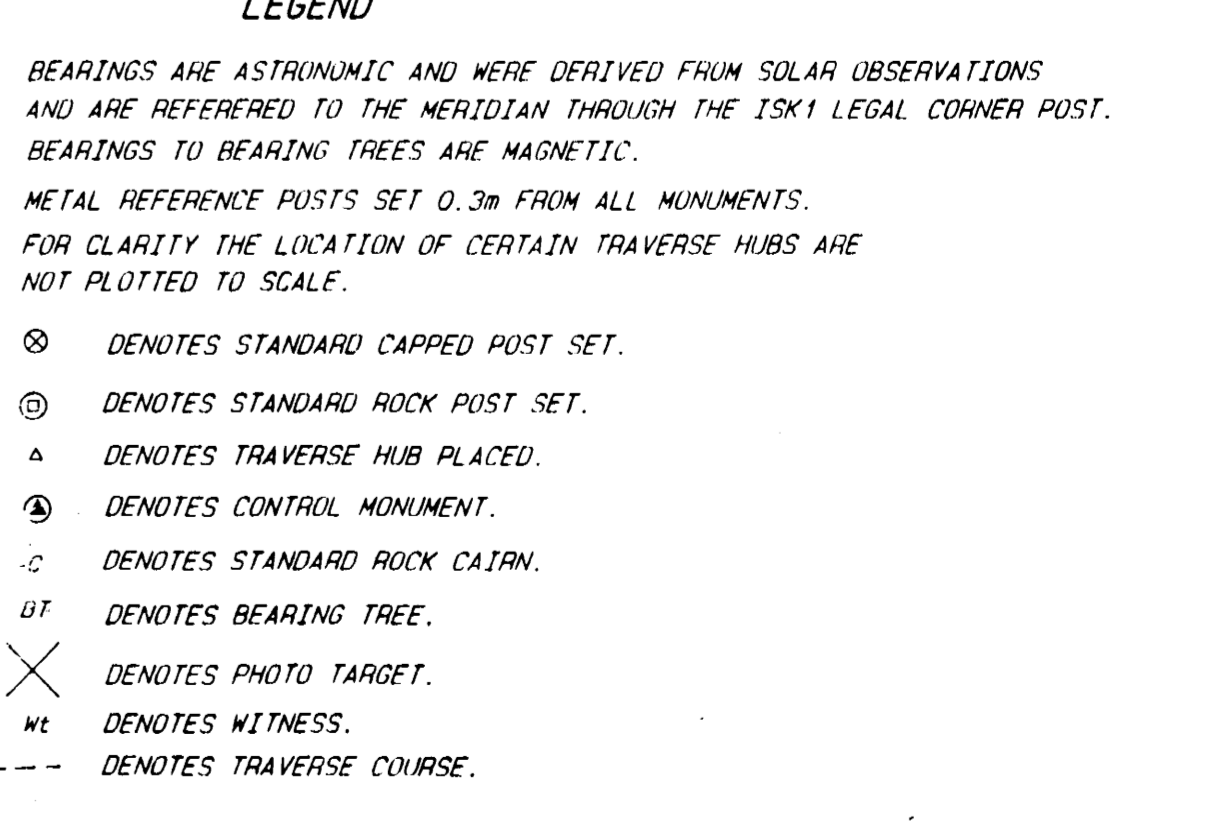 LEGEND
BEARINGS ARE ASTRONOMIC AND WERE DERIVED FROM SOLAR OBSERVATIONS
AND ARE REFERERED TO THE MERIDIAN THROUGH THE ISK1 LEGAL CORNER POST.
BEARINGS TO BEARING TREES ARE MAGNETIC.
METAL REFERENCE POSTS SET 0.3m FROM ALL MONUMENTS.
FOR CLARITY THE LOCATION OF CERTAIN TRAVERSE HUBS ARE
NOT PLOTTED TO SCALE.
DENOTES STANDARD CAPPED POST SET.
DENOTES STANDARD ROCK POST SET.
DENOTES TRAVERSE HUB PLACED.
DENOTES CONTROL MONUMENT.
C DENOTES STANDARD ROCK CAIRN.
BT DENOTES BEARING TREE.
DENOTES PHOTO TARGET.
Wt DENOTES WITNESS.
DENOTES TRAVERSE COURSE.